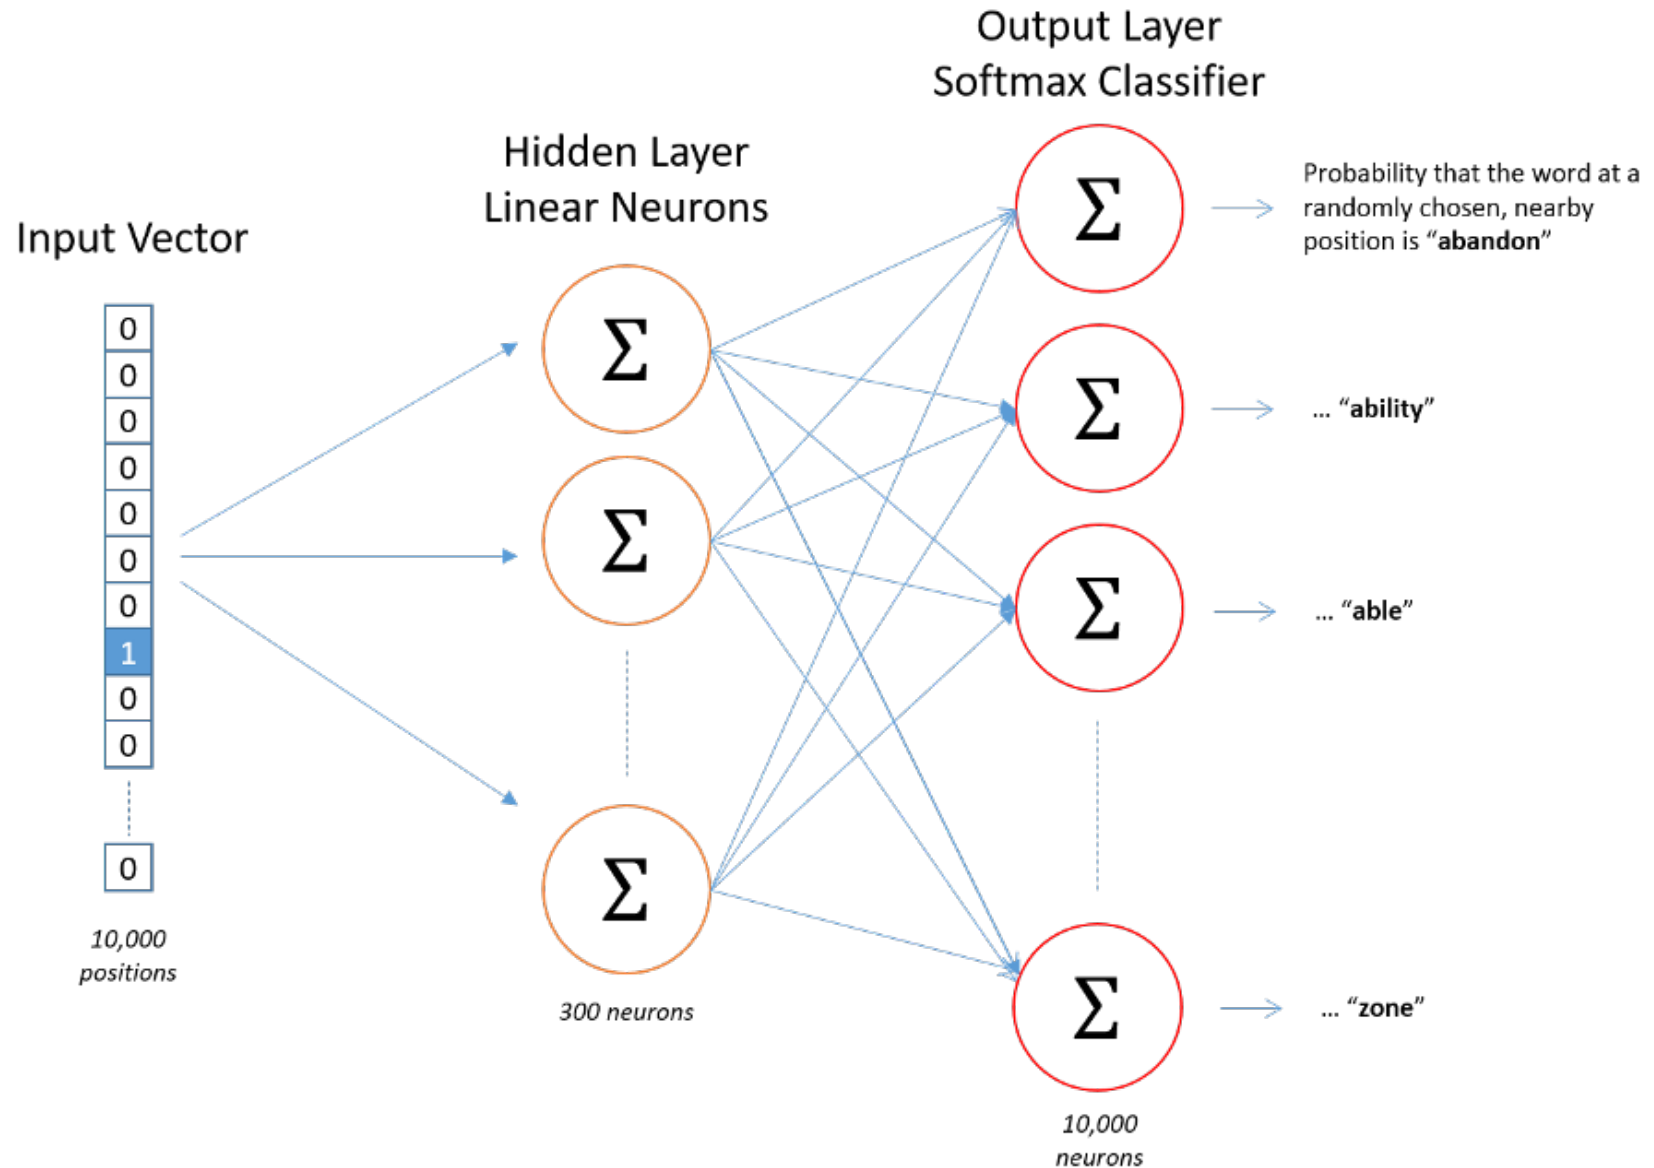 Input Vector
0
0
0
0
0
0
0
1
0
0
0
10,000
positions
Hidden Layer
Linear Neurons
Σ
Σ
Σ
300 neurons
Output Layer
Softmax Classifier
Σ
Σ
Σ
Σ
10,000
neurons
Probability that the word at a
randomly chosen, nearby
position is “abandon”
... “ability”
... “able”
... “zone”